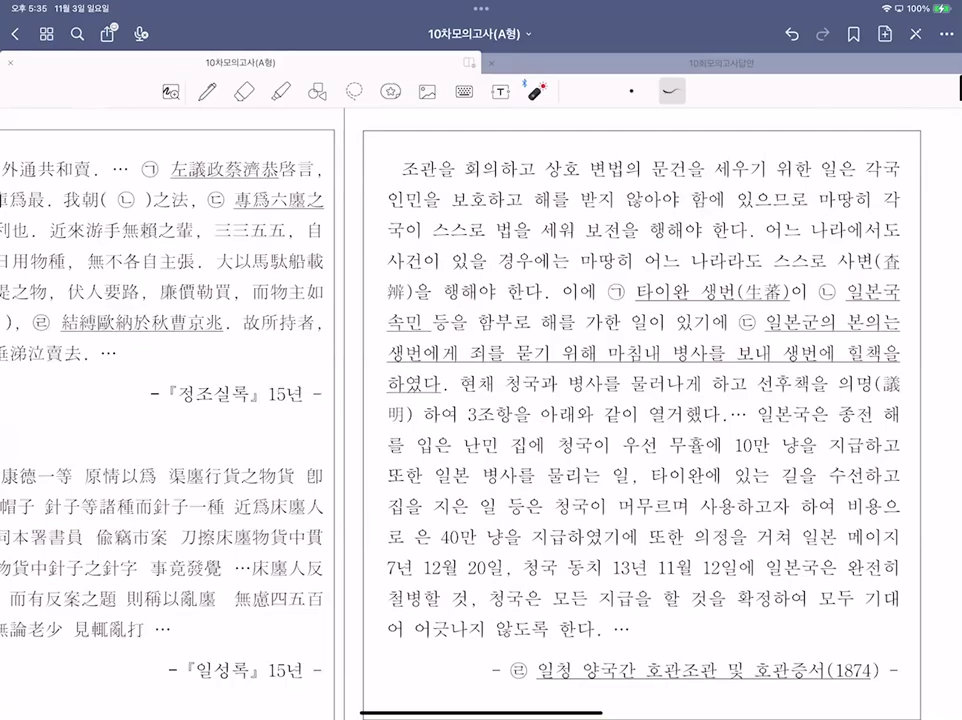 오후 5:35 11월 3일 일요일
100%
10차모의고사(A형)
10차모의고사(A형)
10회모의고사답안
外通共和賣. … ㉠ 左議政蔡濟恭啓言,
爲最. 我朝( ㉡ )之法, ㉢ 專爲六廛之
利也. 近來游手無賴之輩, 三三五五, 自
日用物種, 無不各自主張. 大以馬駄船載
是之物, 伏人要路, 廉價勒買, 而物主如
), ㉣ 結縛歐納於秋曹京兆. 故所持者,
垂涕泣賣去. …
-『정조실록』15년 -
康德一等 原情以爲 渠廛行貨之物貨 卽
帽子 針子等諸種而針子一種 近爲床廛人
同本署書員 偸竊市案 刀擦床廛物貨中貫
物貨中針子之針字 事竟發覺 …床廛人反
而有反案之題 則稱以亂廛 無慮四五百
無論老少 見輒亂打 …
-『일성록』15년 -
조관을 회의하고 상호 변법의 문건을 세우기 위한 일은 각국
인민을 보호하고 해를 받지 않아야 함에 있으므로 마땅히 각
국이 스스로 법을 세워 보전을 행해야 한다. 어느 나라에서도
사건이 있을 경우에는 마땅히 어느 나라라도 스스로 사변(査
辨)을 행해야 한다. 이에 ㉠ 타이완 생번(生蕃)이 ㉡ 일본국
속민 등을 함부로 해를 가한 일이 있기에 ㉢ 일본군의 본의는
생번에게 죄를 묻기 위해 마침내 병사를 보내 생번에 힐책을
하였다. 현재 청국과 병사를 물러나게 하고 선후책을 의명(議
明) 하여 3조항을 아래와 같이 열거했다.… 일본국은 종전 해
를 입은 난민 집에 청국이 우선 무휼에 10만 냥을 지급하고
또한 일본 병사를 물리는 일, 타이완에 있는 길을 수선하고
집을 지은 일 등은 청국이 머무르며 사용하고자 하여 비용으
로 은 40만 냥을 지급하였기에 또한 의정을 거쳐 일본 메이지
7년 12월 20일, 청국 동치 13년 11월 12일에 일본국은 완전히
철병할 것, 청국은 모든 지급을 할 것을 확정하여 모두 기대
어 어긋나지 않도록 한다. …
- ㉣ 일청 양국간 호관조관 및 호관증서(1874) -